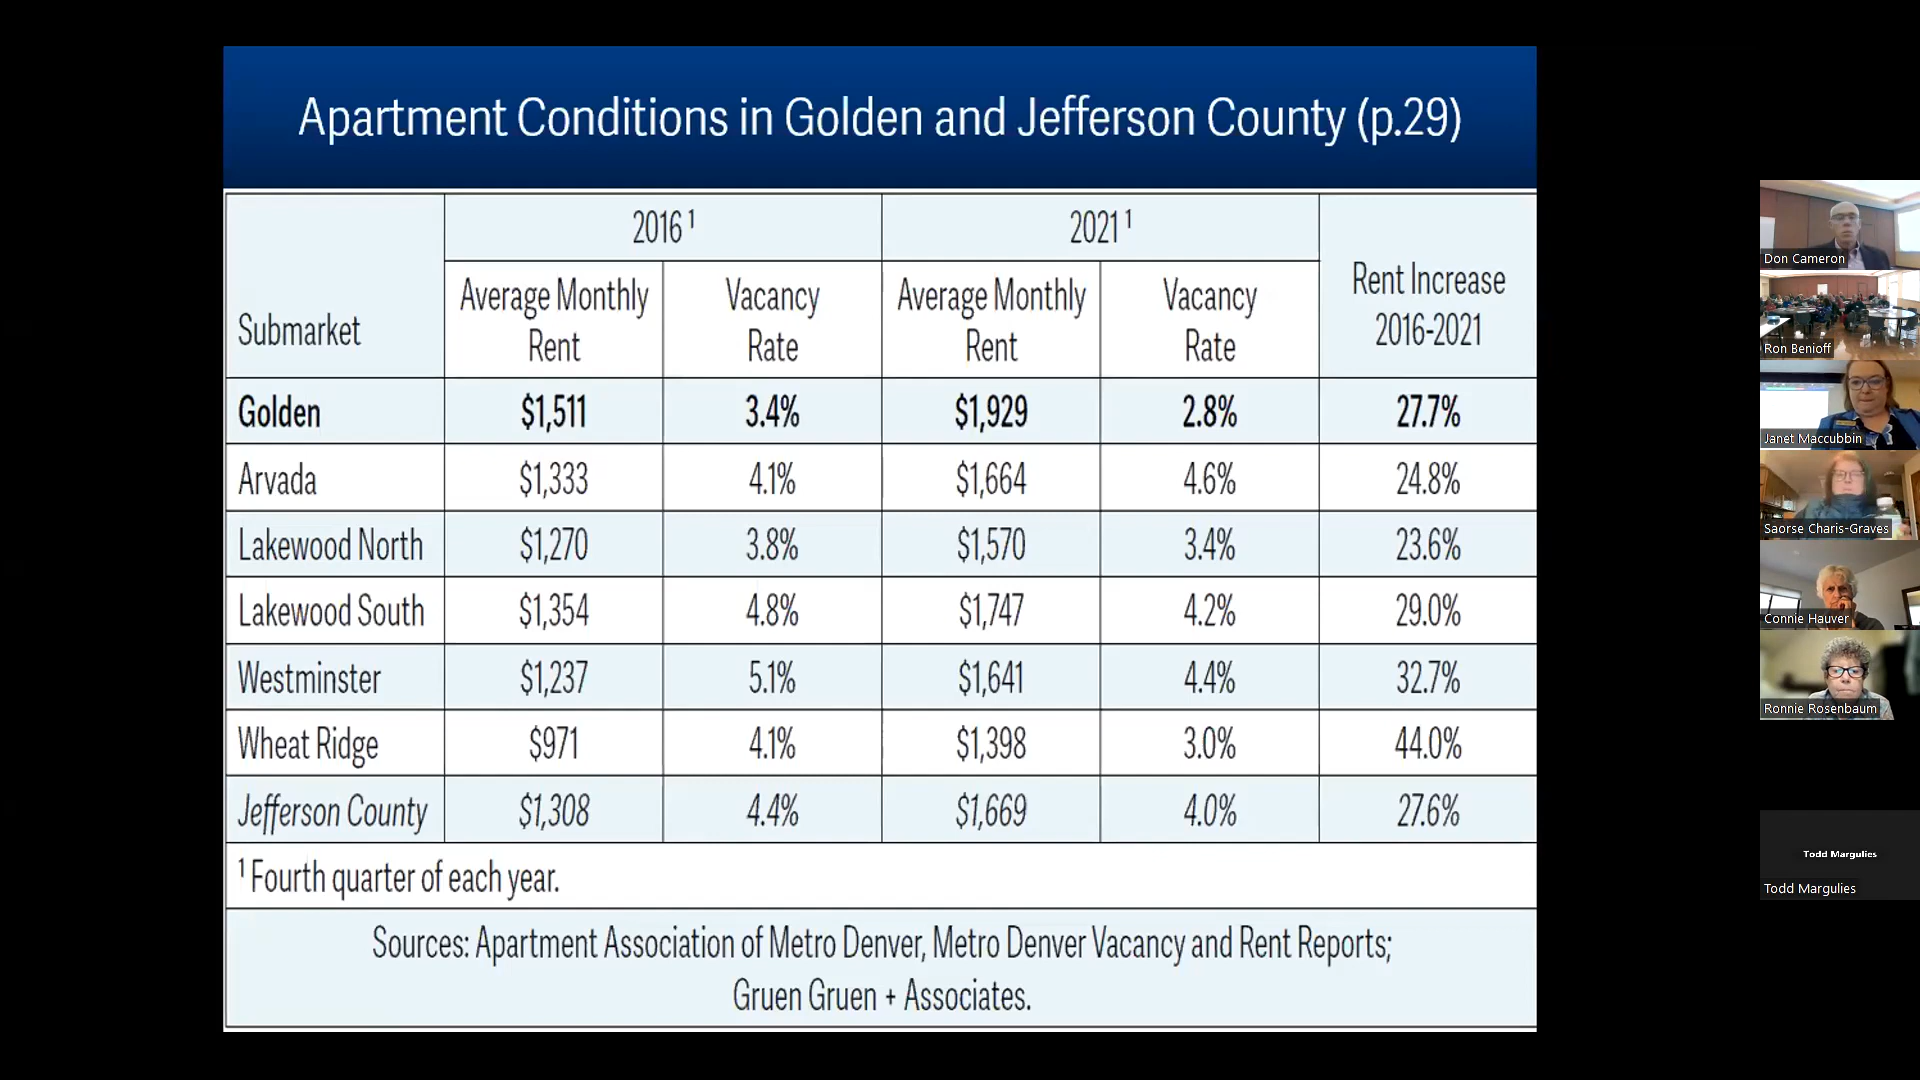 Apartment Conditions in Golden and Jefferson County (p.29)
Submarket
2016 ¹
2021 ¹
Rent Increase
2016-2021
Average Monthly
Rent
Vacancy
Rate
Average Monthly
Rent
Vacancy
Rate
Golden $1,511 3.4% $1,929 2.8% 27.7%
Arvada $1,333 4.1% $1,664 4.6% 24.8%
Lakewood North $1,270 3.8% $1,570 3.4% 23.6%
Lakewood South $1,354 4.8% $1,747 4.2% 29.0%
Westminster $1,237 5.1% $1,641 4.4% 32.7%
Wheat Ridge $971 4.1% $1,398 3.0% 44.0%
Jefferson County $1,308 4.4% $1,669 4.0% 27.6%
¹ Fourth quarter of each year.
Sources: Apartment Association of Metro Denver, Metro Denver Vacancy and Rent Reports;
Gruen Gruen + Associates.
Don Cameron
Ron Benioff
Janet Maccubbin
Saorse Charis-Graves
Connie Hauver
Ronnie Rosenbaum
Todd Margulies
Todd Margulies